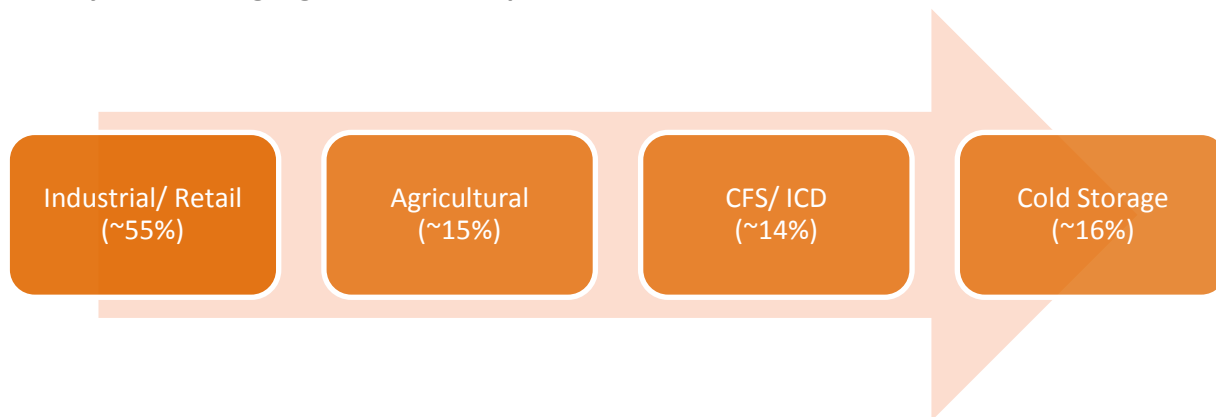 Industrial/ Retail
(~55%)
Agricultural
(~15%)
CFS/ ICD
(~14%)
Cold Storage
(~16%)